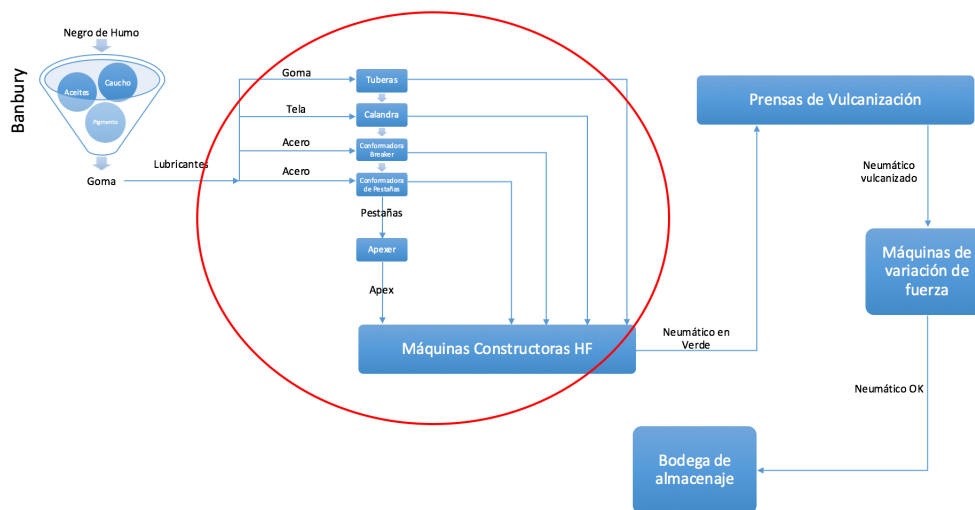 Negro de Humo
Banbury
Aceites
Caucho
Pigmento
Goma
Lubricantes
Goma
Tela
Acero
Acero
Tuberas
Calandra
Conformadora
Breaker
Conformadora
de Pestañas
Pestañas
Apexer
Apex
Máquinas Constructoras HF
Neumático en
Verde
Prensas de Vulcanización
Neumático
vulcanizado
Máquinas de
variación de
fuerza
Neumático OK
Bodega de
almacenaje